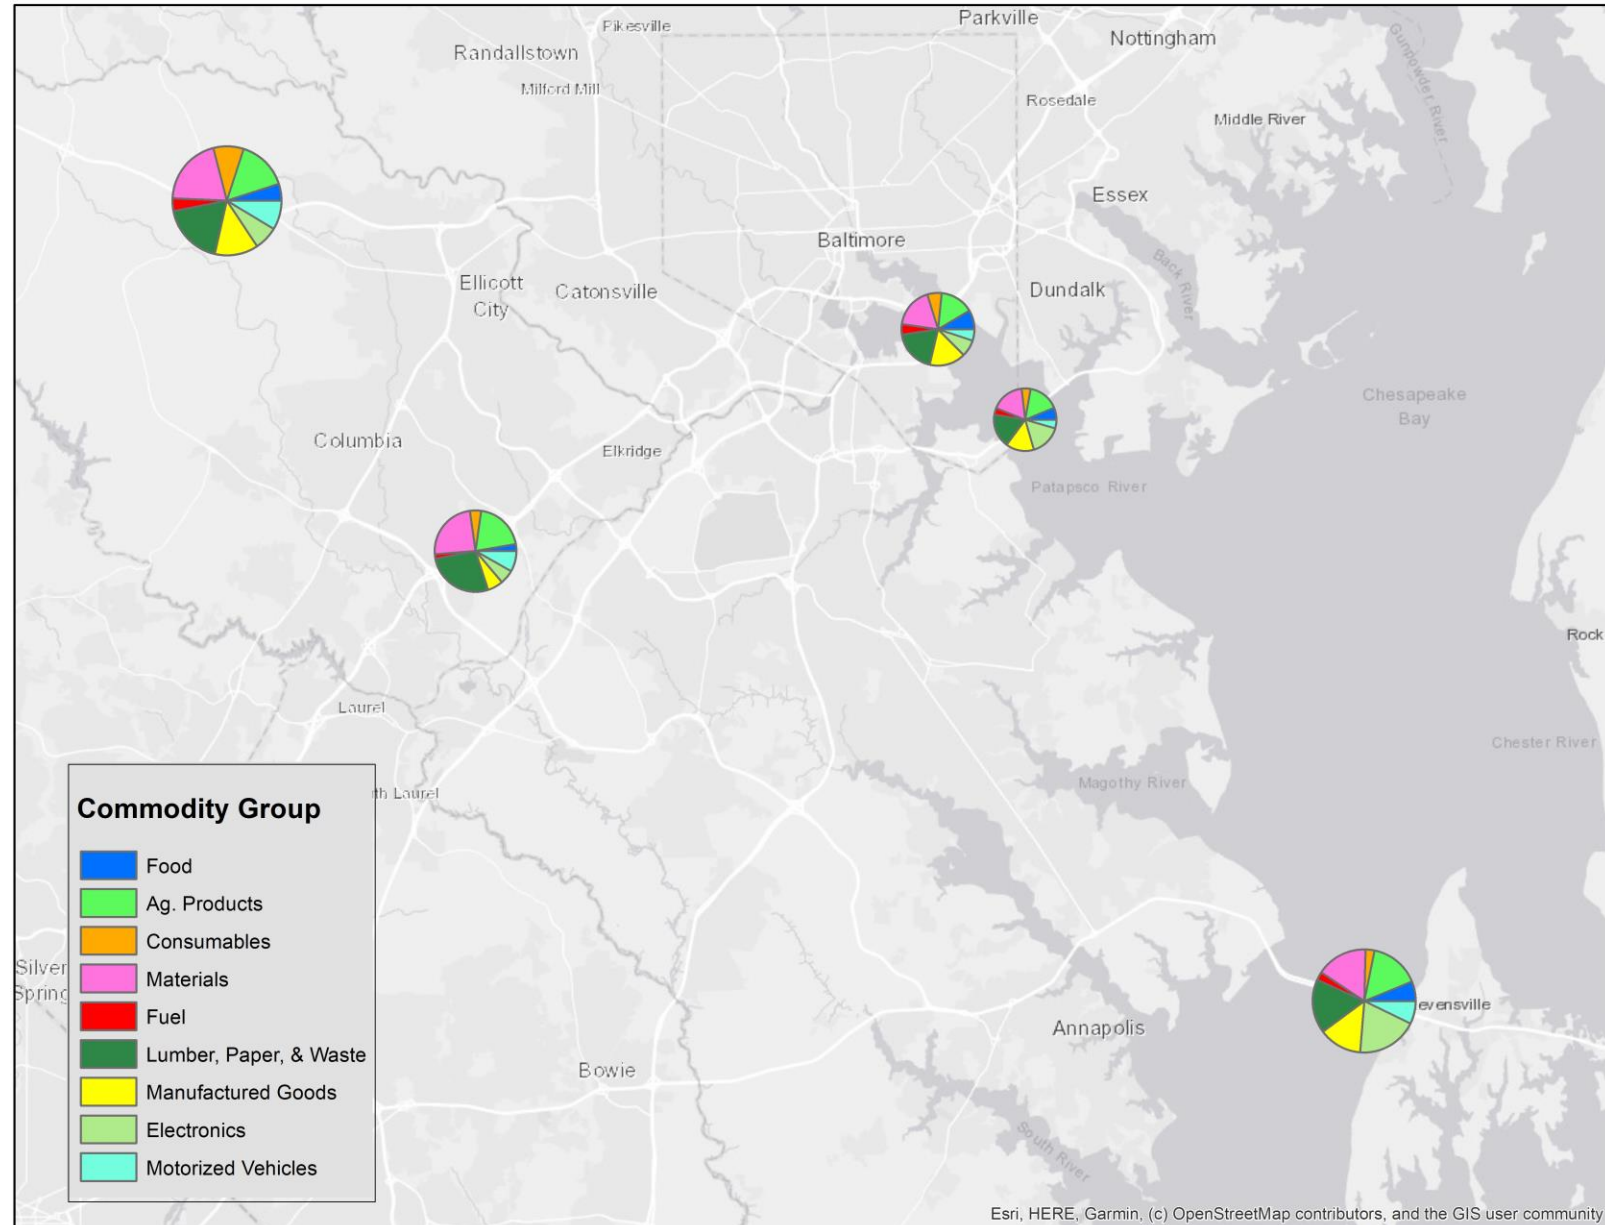 Pikesville
Parkville
Nottingham
Randallstown
Milford Mill
Rosedale
Gunpowder River
Middle River
Essex
Baltimore
Back River
Ellicott
City
Catonsville
Dundalk
Chesapeake
Bay
Columbia
Elkridge
Patapsco River
Rock
Laurel
Chester River
Magothy River
th Laurel
Commodity Group
Food
Ag. Products
Consumables
Materials
Fuel
Lumber, Paper, & Waste
Manufactured Goods
Electronics
Motorized Vehicles
Silver
Spring
evensville
Annapolis
Bowie
South River
Esri, HERE, Garmin, (c) OpenStreetMap contributors, and the GIS user community